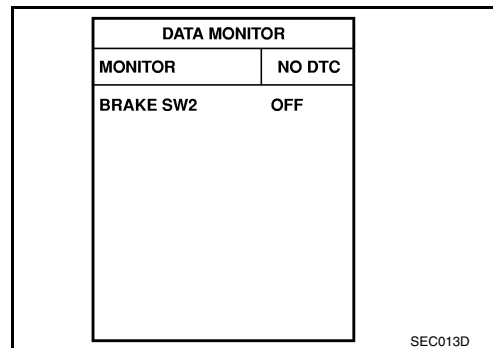 DATA MONITOR
MONITOR NO DTC
BRAKE SW2 OFF
SEC013D